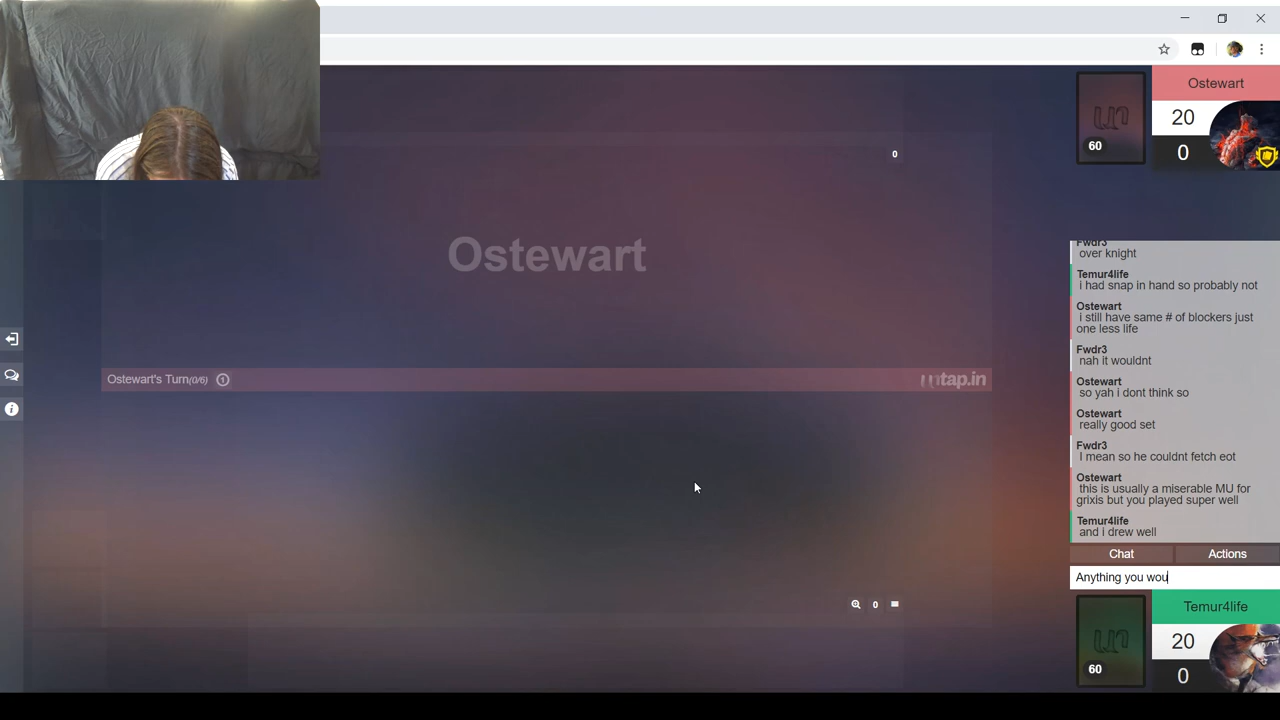 Ostewart
20
60
0
0
Ostewart
Fwdr3
over knight
Temur4life
i had snap in hand so probably not
Ostewart
i still have same # of blockers just
one less life
Fwdr3
nah it wouldnt
Ostewart
so yah i dont think so
Ostewart
really good set
Fwdr3
I mean so he couldnt fetch eot
Ostewart
this is usually a miserable MU for
grixis but you played super well
Temur4life
and i drew well
Ostewart's Turn(0/6) 1
untap.in
Chat Actions
Anything you wou
0
Temur4life
20
60
0